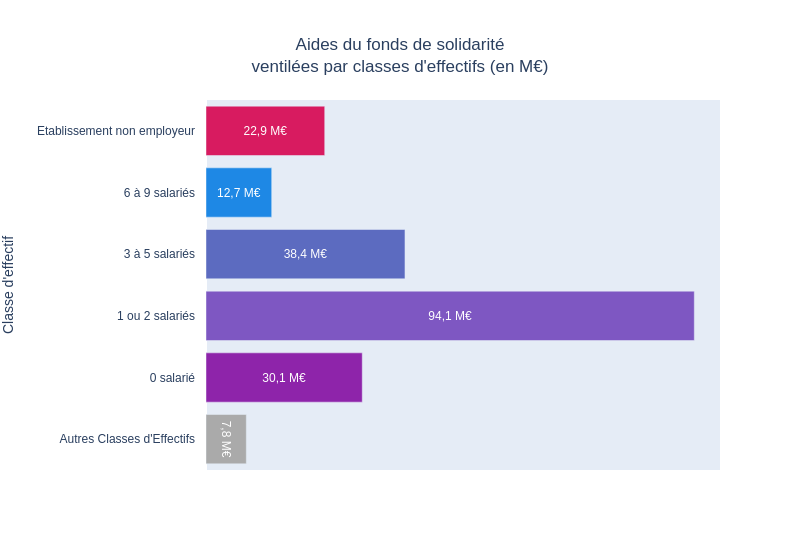 Aides du fonds de solidarité
ventilées par classes d'effectifs (en M€)
Classe d'effectif
Etablissement non employeur
22,9 M€
6 à 9 salariés
12,7 M€
3 à 5 salariés
38,4 M€
1 ou 2 salariés
94,1 M€
0 salarié
30,1 M€
Autres Classes d'Effectifs
7,8 M€